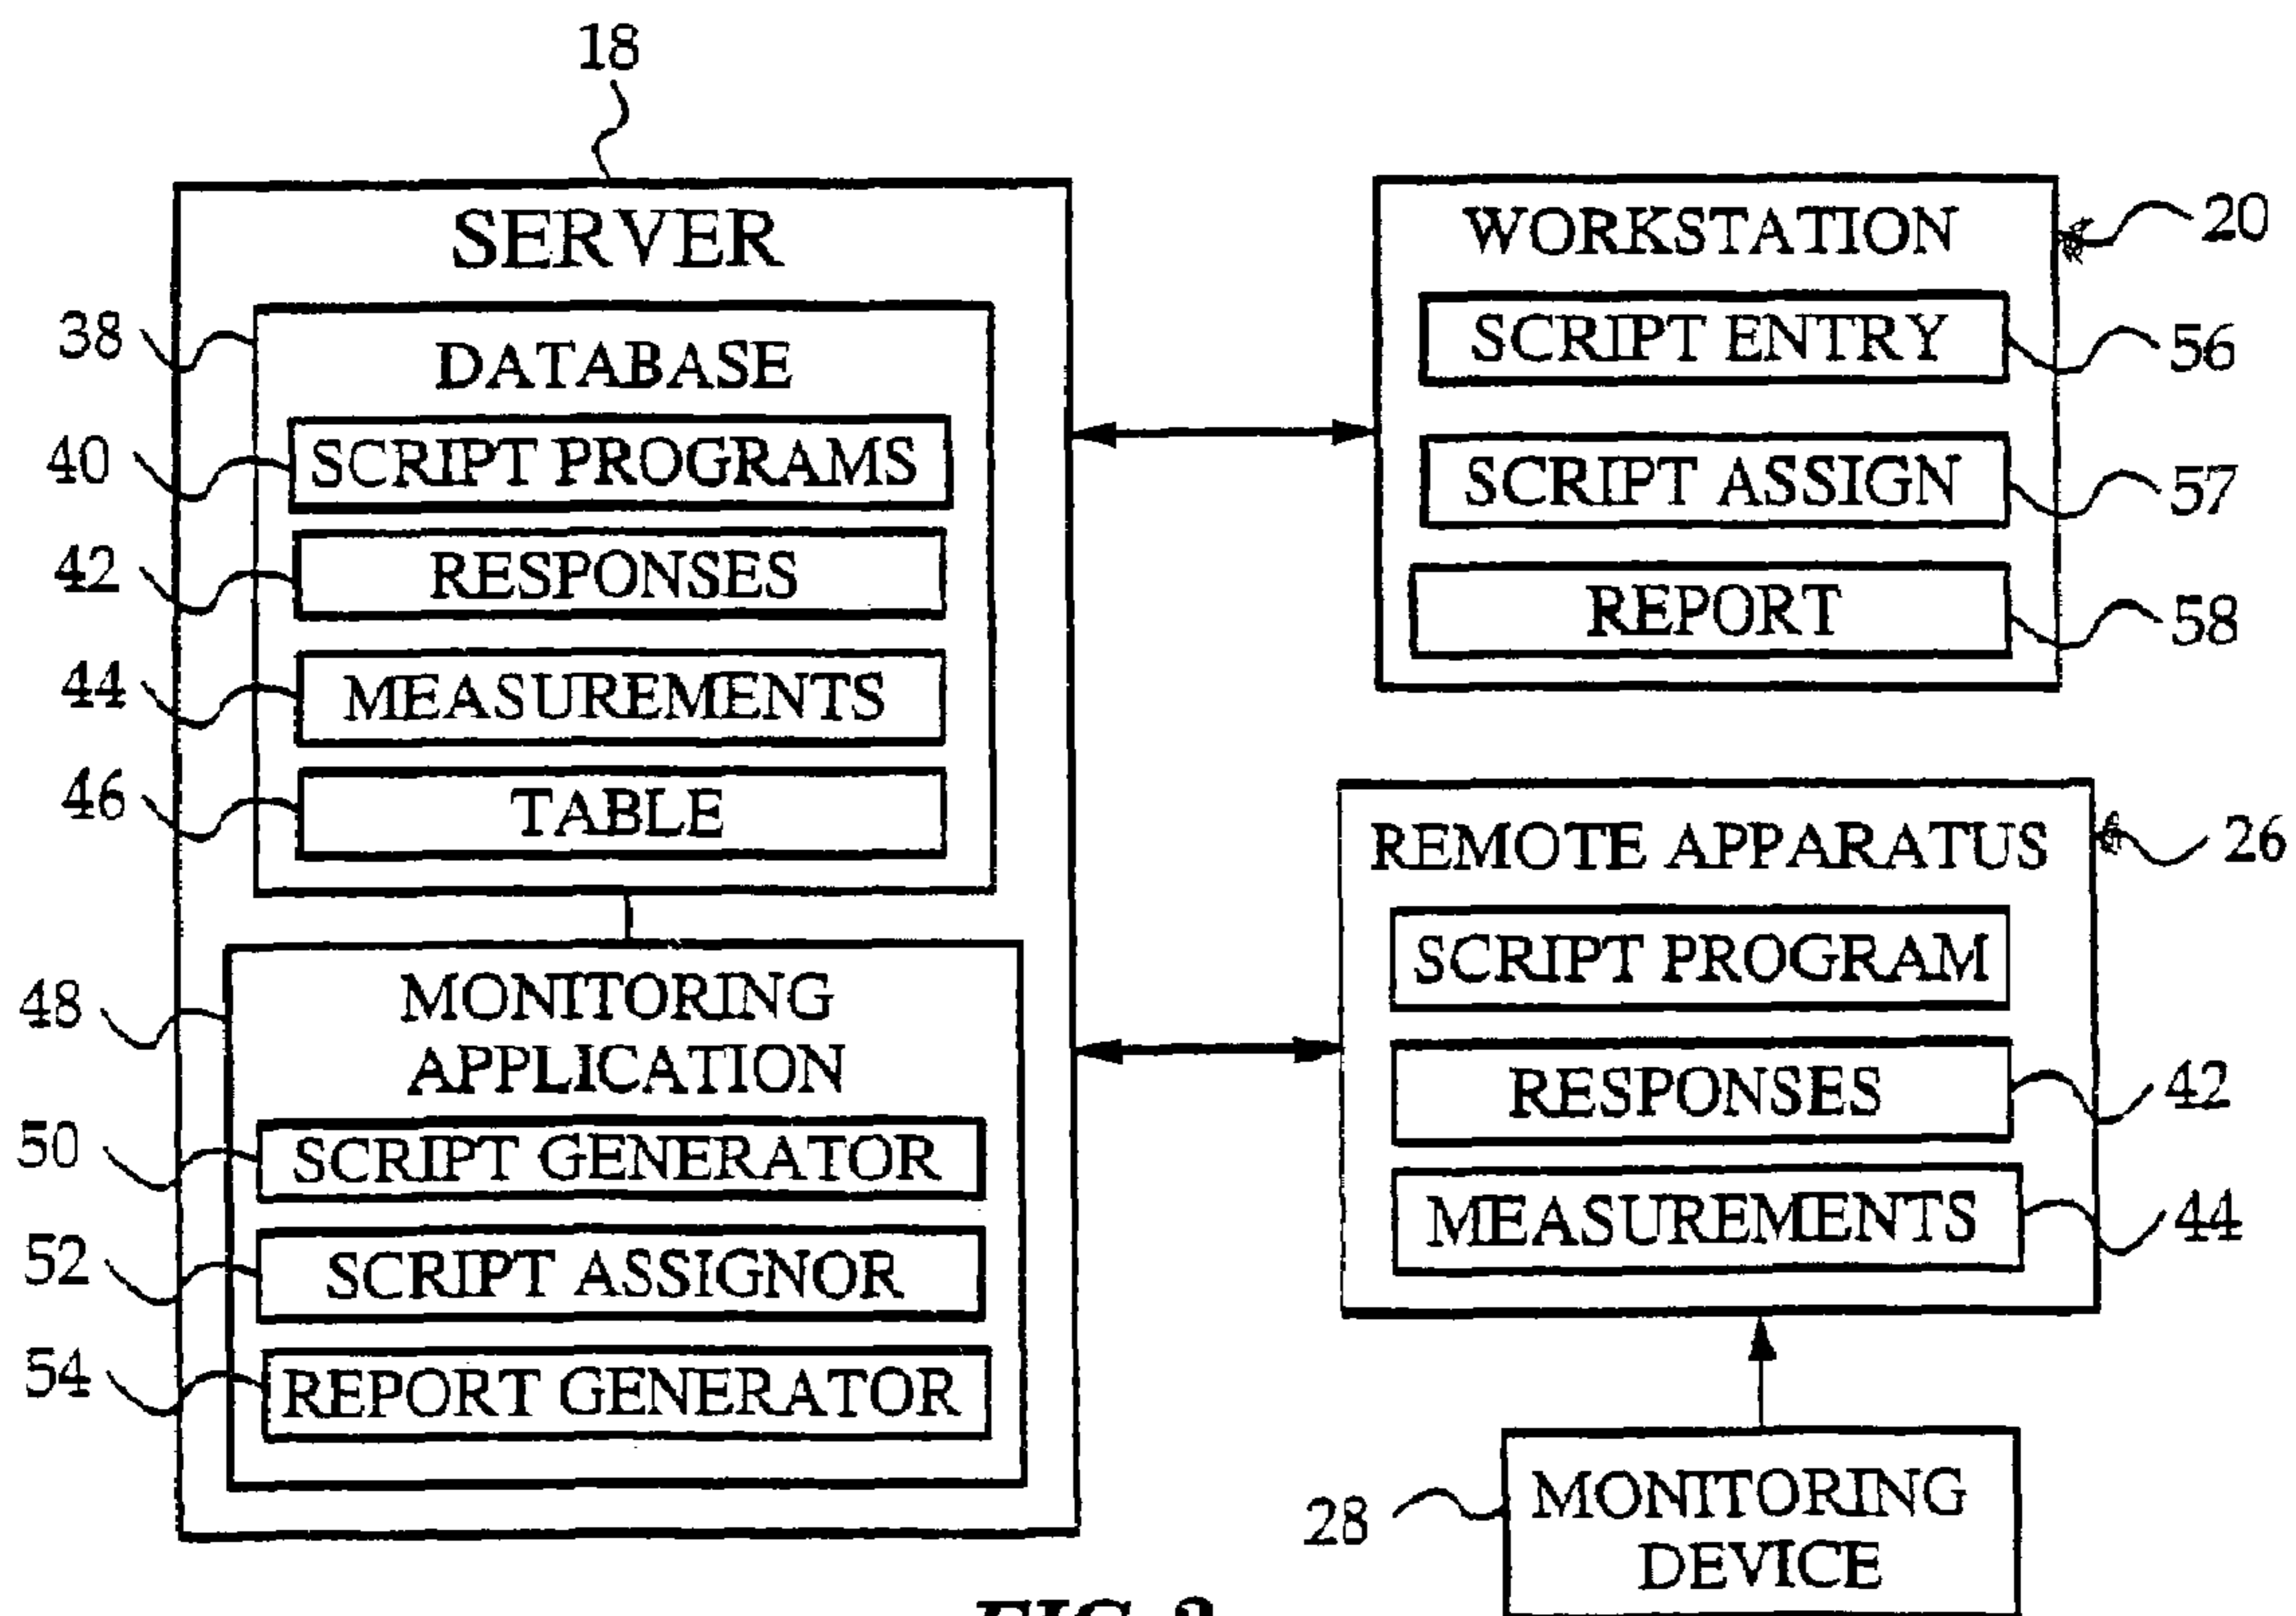 18
SERVER
38
DATABASE
40
SCRIPT PROGRAMS
42
RESPONSES
44
MEASUREMENTS
46
TABLE
48
MONITORING
APPLICATION
50
SCRIPT GENERATOR
52
SCRIPT ASSIGNOR
54
REPORT GENERATOR
WORKSTATION
20
SCRIPT ENTRY
56
SCRIPT ASSIGN
57
REPORT
58
REMOTE APPARATUS
26
SCRIPT PROGRAM
RESPONSES
42
MEASUREMENTS
44
28
MONITORING
DEVICE